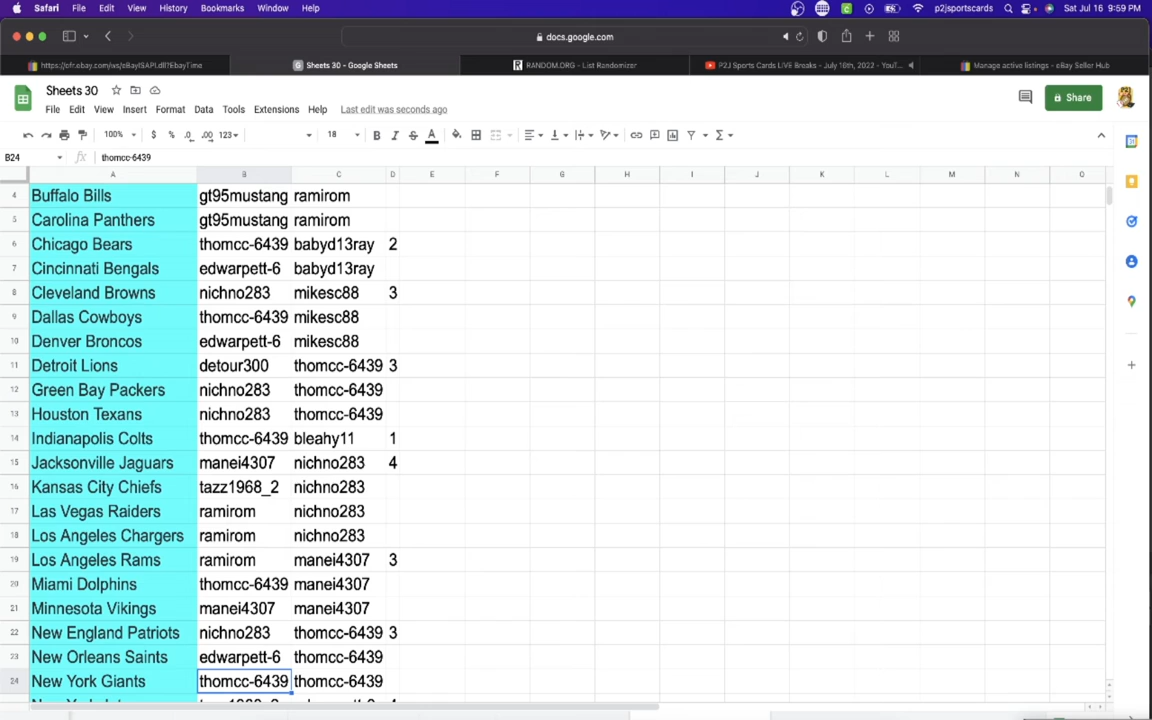 Safari File Edit View History Bookmarks Window Help p2jsportscards Sat Jul 16 9:59 PM
docs.google.com
https://ofr.ebay.com/ws/eBayISAPI.dll?EbayTime Sheets 30 - Google Sheets RANDOM.ORG - List Randomizer P2J Sports Cards LIVE Breaks - July 16th, 2022 - YouT... Manage active listings - eBay Seller Hub
Sheets 30
File Edit View Insert Format Data Tools Extensions Help Last edit was seconds ago
Share
100% $ % .0 .00 123 18 B I S A
B24 fx thomcc-6439
A B C D E F G H I J K L M N O
4 Buffalo Bills gt95mustang ramirom
5 Carolina Panthers gt95mustang ramirom
6 Chicago Bears thomcc-6439 babyd13ray 2
7 Cincinnati Bengals edwarpett-6 babyd13ray
8 Cleveland Browns nichno283 mikesc88 3
9 Dallas Cowboys thomcc-6439 mikesc88
10 Denver Broncos edwarpett-6 mikesc88
11 Detroit Lions detour300 thomcc-6439 3
12 Green Bay Packers nichno283 thomcc-6439
13 Houston Texans nichno283 thomcc-6439
14 Indianapolis Colts thomcc-6439 bleahy11 1
15 Jacksonville Jaguars manei4307 nichno283 4
16 Kansas City Chiefs tazz1968_2 nichno283
17 Las Vegas Raiders ramirom nichno283
18 Los Angeles Chargers ramirom nichno283
19 Los Angeles Rams ramirom manei4307 3
20 Miami Dolphins thomcc-6439 manei4307
21 Minnesota Vikings manei4307 manei4307
22 New England Patriots nichno283 thomcc-6439 3
23 New Orleans Saints edwarpett-6 thomcc-6439
24 New York Giants thomcc-6439 thomcc-6439